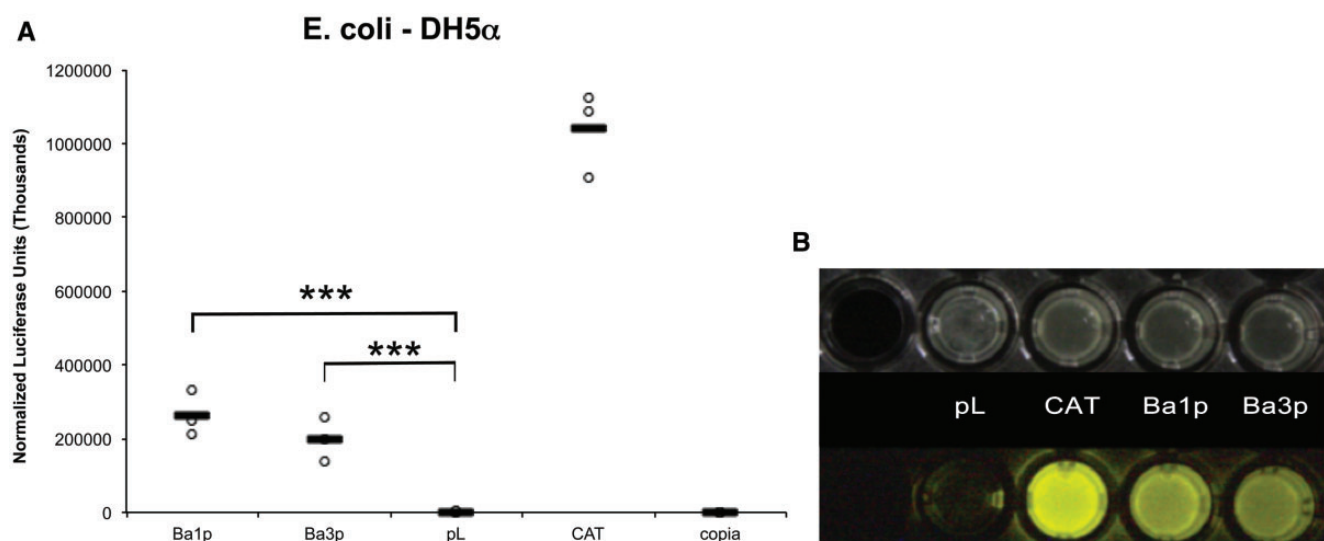 A
E. coli - DH5α
Normalized Luciferase Units (Thousands)
1200000
1000000
800000
600000
400000
200000
0
***
***
Ba1p
Ba3p
pL
CAT
copia
B
pL
CAT
Ba1p
Ba3p